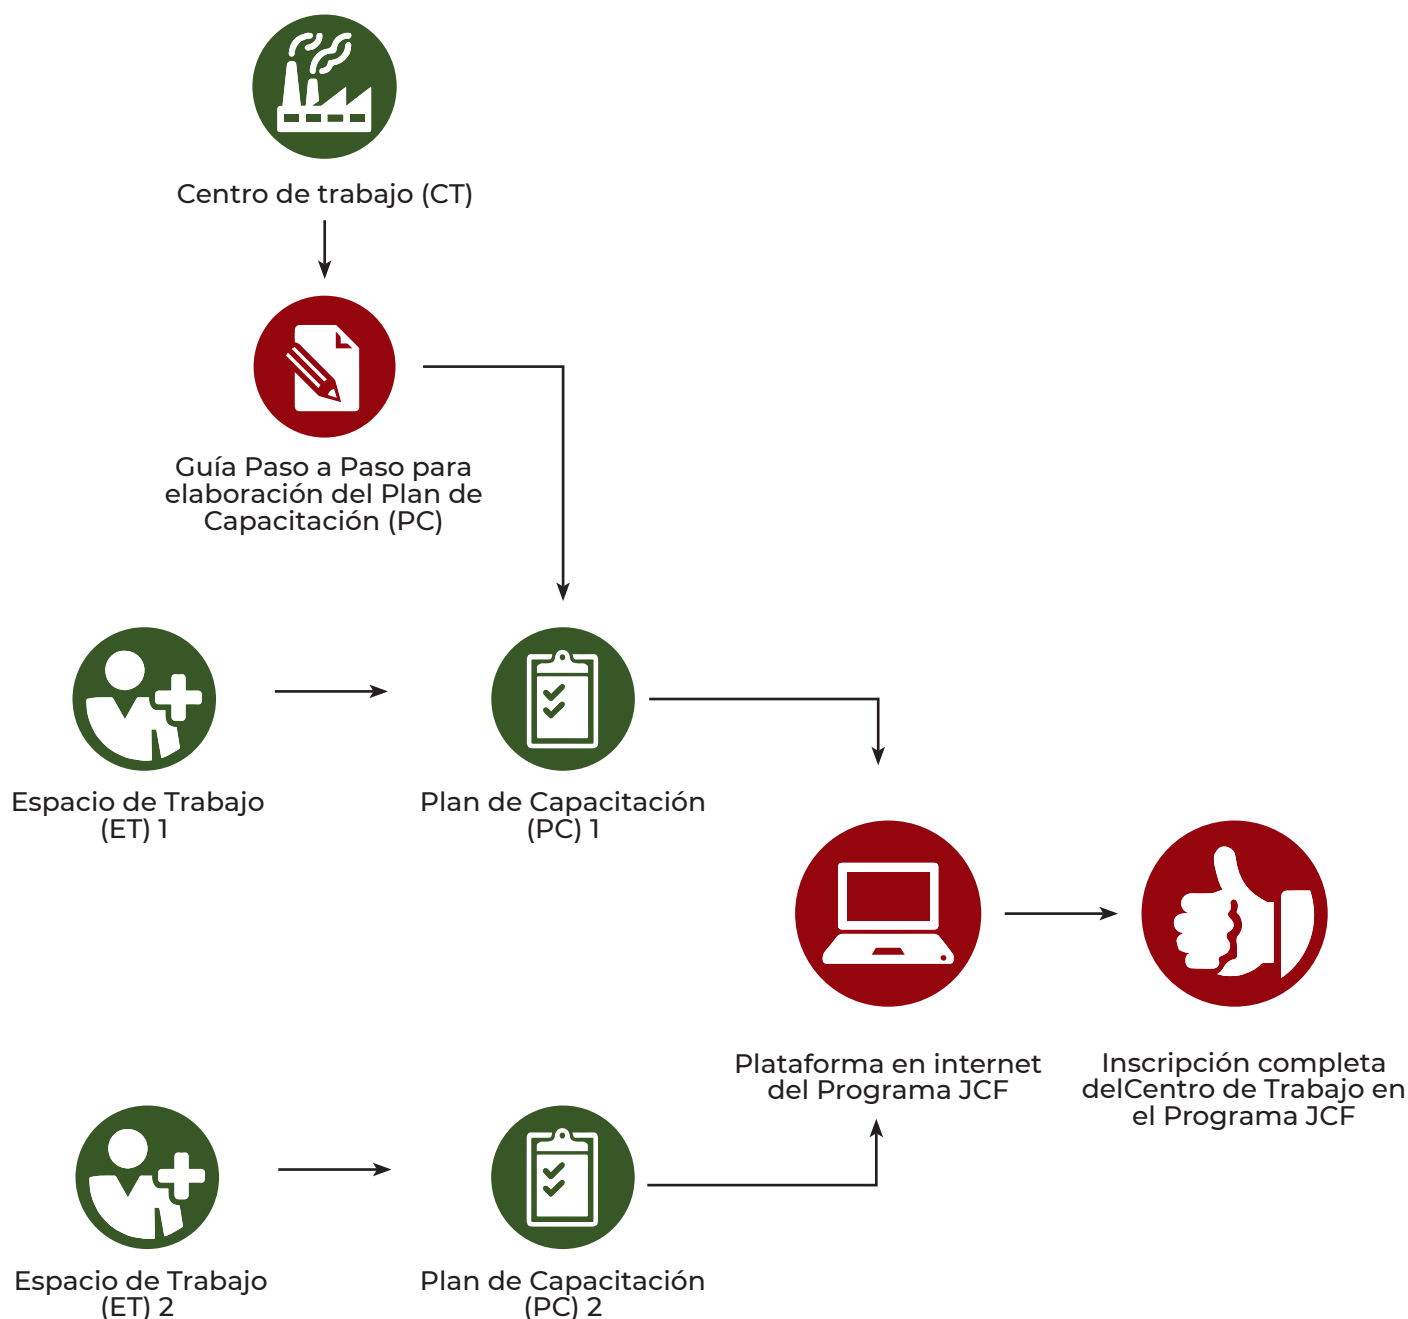 Centro de trabajo (CT)
Guía Paso a Paso para
elaboración del Plan de
Capacitación (PC)
Espacio de Trabajo
(ET) 1
Plan de Capacitación
(PC) 1
Plataforma en internet
del Programa JCF
Inscripción completa
delCentro de Trabajo en
el Programa JCF
Espacio de Trabajo
(ET) 2
Plan de Capacitación
(PC) 2